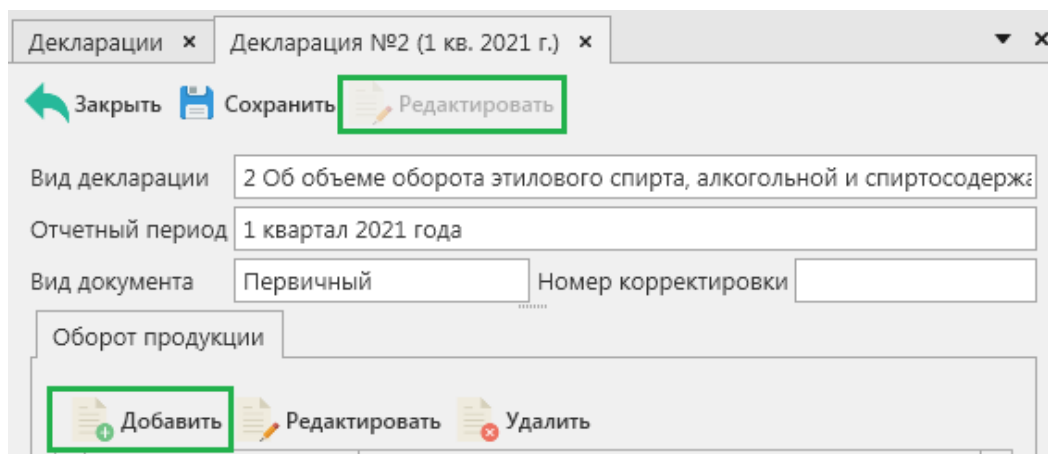 Декларации × Декларация №2 (1 кв. 2021 г.) ×
Закрыть Сохранить Редактировать
Вид декларации 2 Об объеме оборота этилового спирта, алкогольной и спиртосодержа
Отчетный период 1 квартал 2021 года
Вид документа Первичный Номер корректировки
Оборот продукции
Добавить Редактировать Удалить